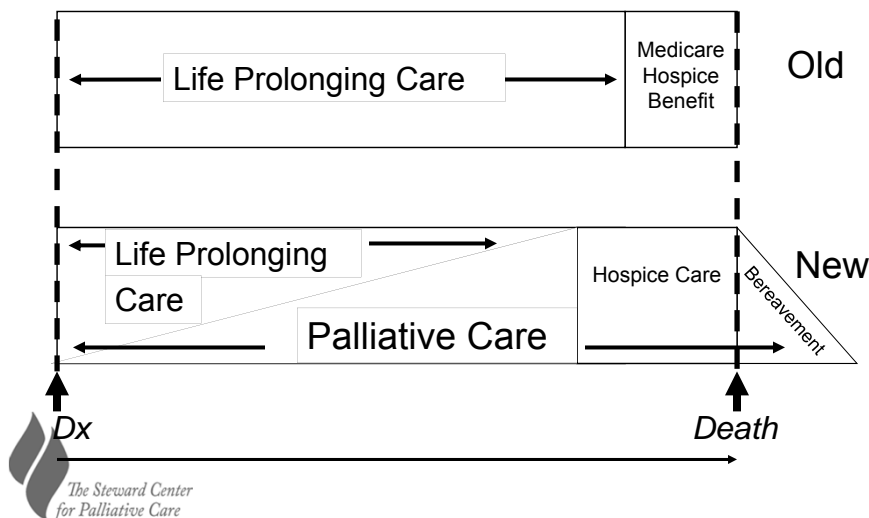 Life Prolonging Care
Medicare
Hospice
Benefit
Old
Life Prolonging
Care
Palliative Care
Hospice Care
Bereavement
New
Dx
Death
The Steward Center
for Palliative Care